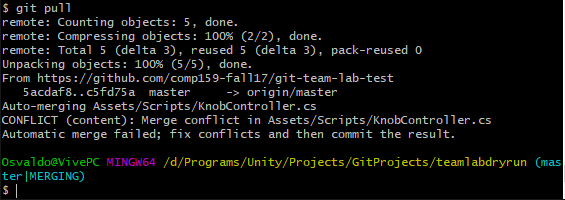 $ git pull
remote: Counting objects: 5, done.
remote: Compressing objects: 100% (2/2), done.
remote: Total 5 (delta 3), reused 5 (delta 3), pack-reused 0
Unpacking objects: 100% (5/5), done.
From https://github.com/comp159-fall17/git-team-lab-test
   5acdaf8..c5fd75a  master     -> origin/master
Auto-merging Assets/Scripts/KnobController.cs
CONFLICT (content): Merge conflict in Assets/Scripts/KnobController.cs
Automatic merge failed; fix conflicts and then commit the result.
Osvaldo@VivePC MINGW64 /d/Programs/Unity/Projects/GitProjects/teamlabdryrun (mas
ter|MERGING)
$